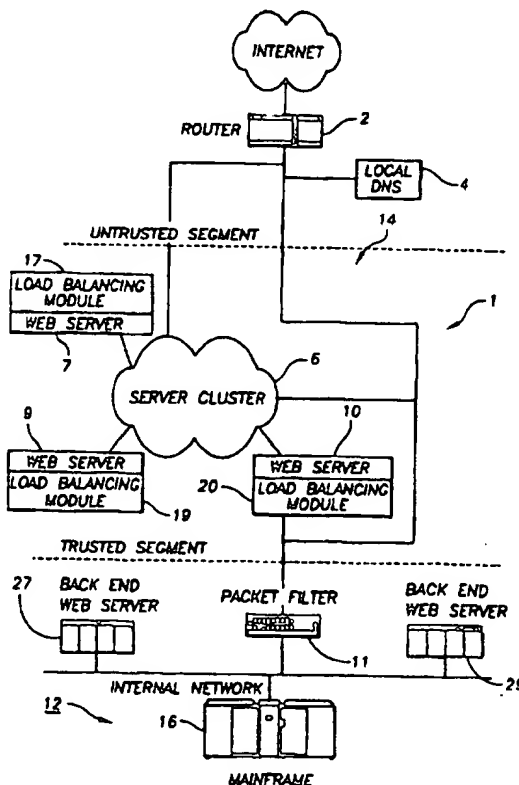 INTERNET
ROUTER
2
LOCAL
DNS
4
UNTRUSTED SEGMENT
14
17
LOAD BALANCING
MODULE
WEB SERVER
7
1
6
SERVER CLUSTER
9
WEB SERVER
LOAD BALANCING
MODULE
19
10
WEB SERVER
LOAD BALANCING
MODULE
20
TRUSTED SEGMENT
27
BACK END
WEB SERVER
PACKET FILTER
11
BACK END
WEB SERVER
29
INTERNAL NETWORK
12
16
MAINFRAME